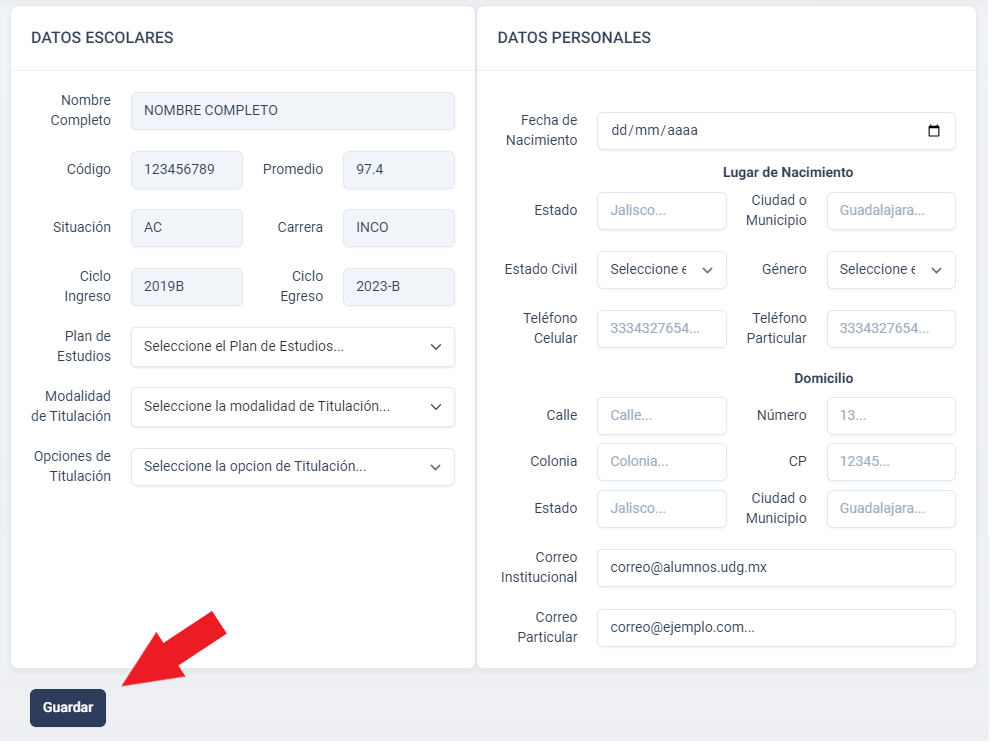 DATOS ESCOLARES
Nombre
Completo
NOMBRE COMPLETO
Código
123456789
Promedio
97.4
Situación
AC
Carrera
INCO
Ciclo
Ingreso
2019B
Ciclo
Egreso
2023-B
Plan de
Estudios
Seleccione el Plan de Estudios...
Modalidad
de Titulación
Seleccione la modalidad de Titulación...
Opciones de
Titulación
Seleccione la opcion de Titulación...
DATOS PERSONALES
Fecha de
Nacimiento
dd/mm/aaaa
Lugar de Nacimiento
Estado
Jalisco...
Ciudad o
Municipio
Guadalajara...
Estado Civil
Seleccione e
Género
Seleccione e
Teléfono
Celular
3334327654...
Teléfono
Particular
3334327654...
Domicilio
Calle
Calle...
Número
13...
Colonia
Colonia...
CP
12345...
Estado
Jalisco...
Ciudad o
Municipio
Guadalajara...
Correo
Institucional
correo@alumnos.udg.mx
Correo
Particular
correo@ejemplo.com...
Guardar